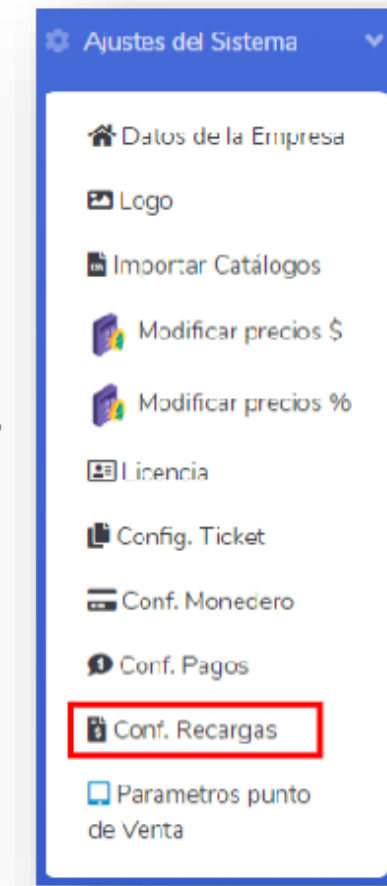 Ajustes del Sistema
Datos de la Empresa
Logo
Importar Catálogos
Modificar precios $
Modificar precios %
Licencia
Config. Ticket
Conf. Monedero
Conf. Pagos
Conf. Recargas
Parametros punto
de Venta